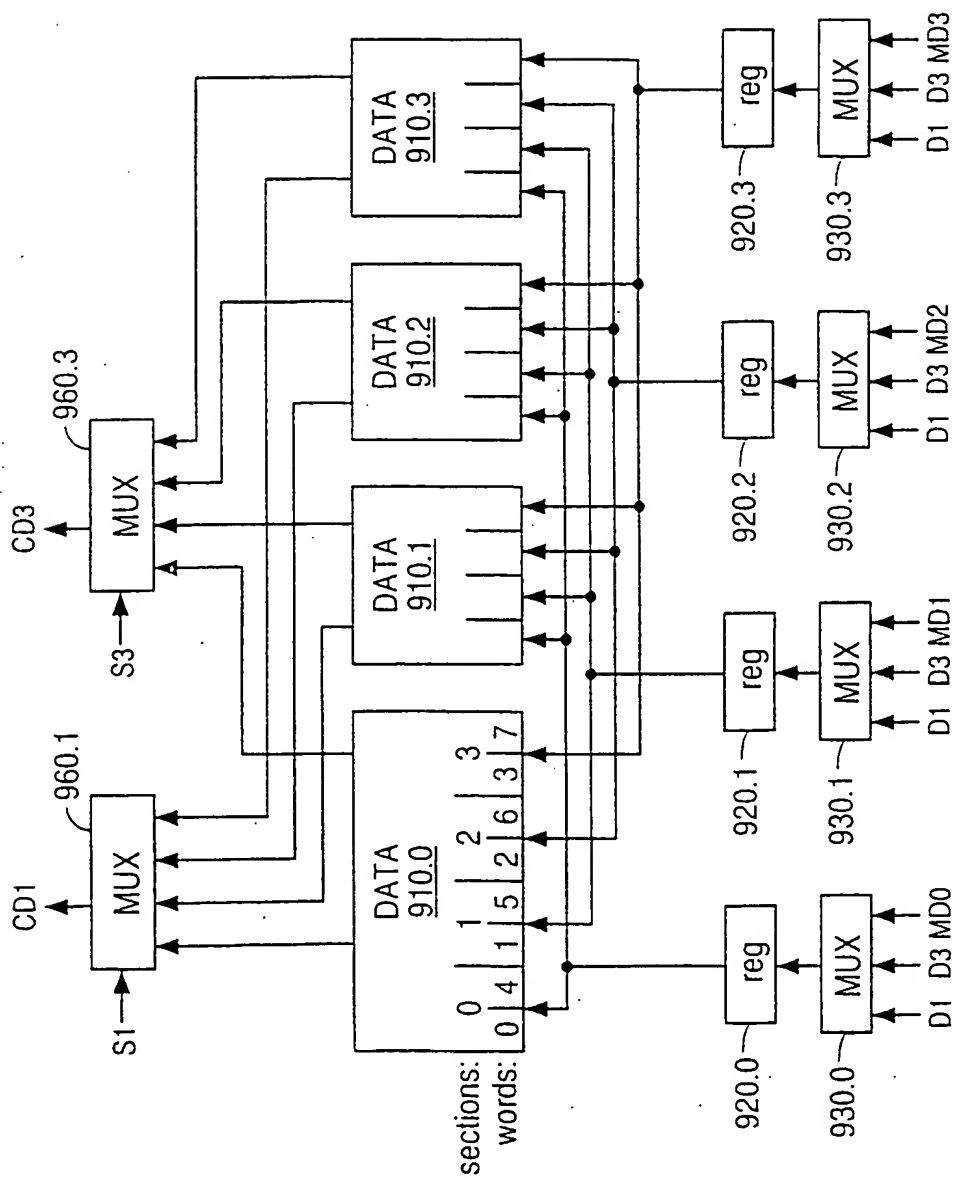 CD1
CD3
960.1
960.3
MUX
MUX
S1
S3
DATA
910.0
DATA
910.1
DATA
910.2
DATA
910.3
sections: 0 1 2 3
words: 0 4 1 5 2 6 3 7
reg
reg
reg
reg
920.0
920.1
920.2
920.3
MUX
MUX
MUX
MUX
930.0
930.1
930.2
930.3
D1 D3 MD0
D1 D3 MD1
D1 D3 MD2
D1 D3 MD3